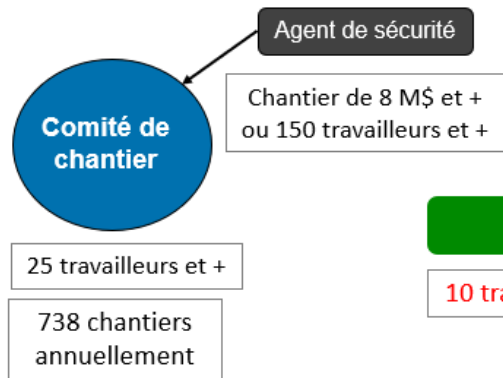 Agent de sécurité
Chantier de 8 M$ et +
ou 150 travailleurs et +
Comité de
chantier
25 travailleurs et +
738 chantiers
annuellement
10